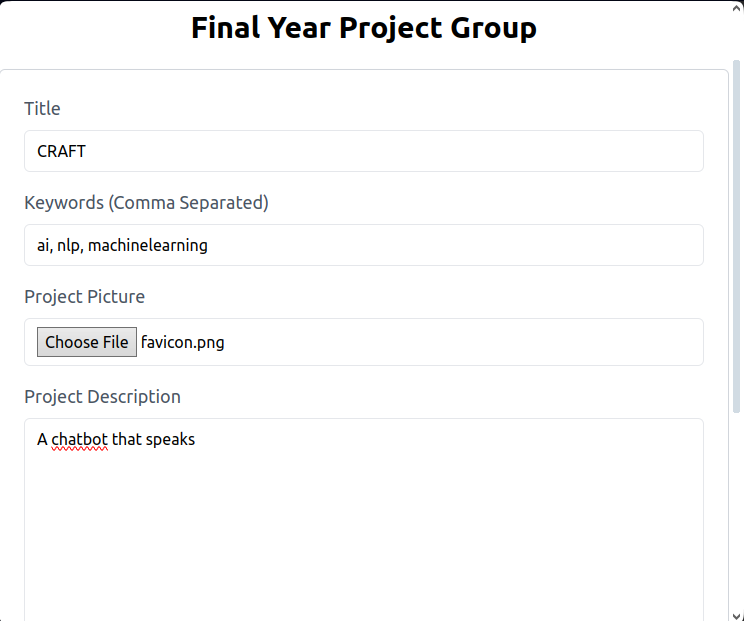 Final Year Project Group
Title
CRAFT
Keywords (Comma Separated)
ai, nlp, machinelearning
Project Picture
Choose File favicon.png
Project Description
A chatbot that speaks